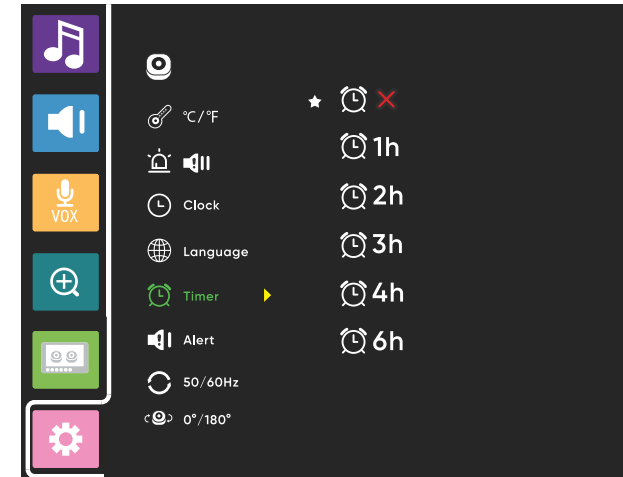 VOX
°C/°F
Clock
Language
Timer
Alert
50/60Hz
0°/180°
1h
2h
3h
4h
6h